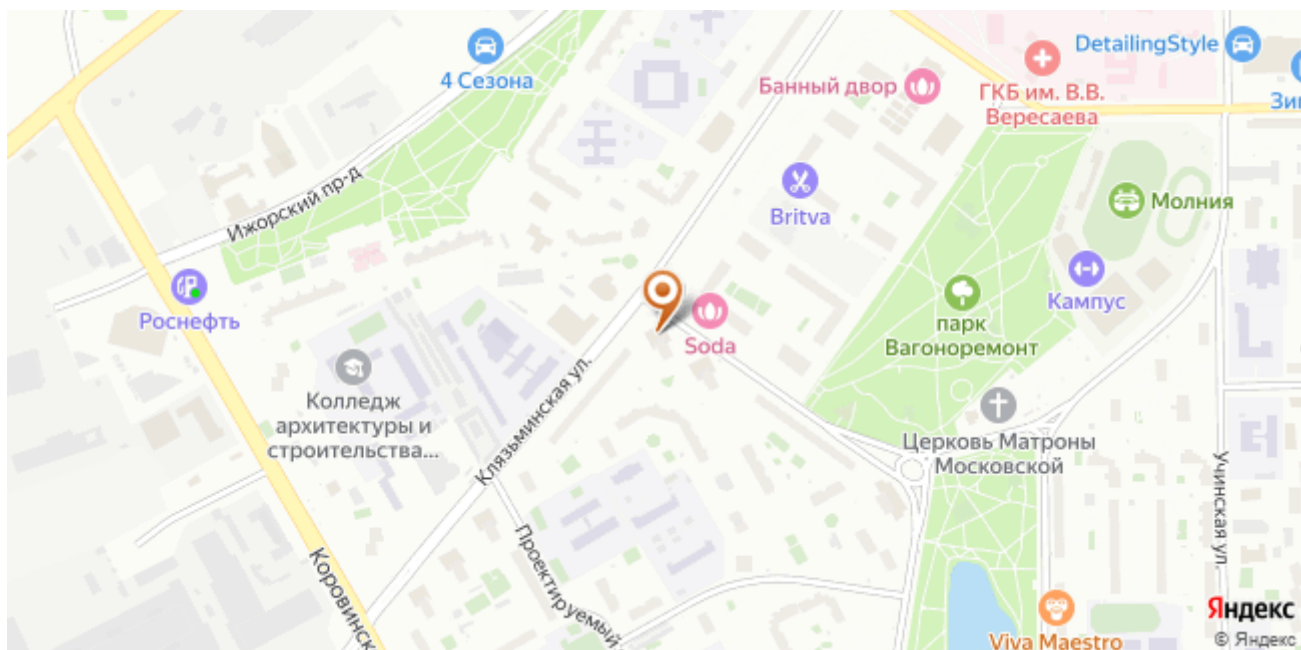 DetailingStyle
4 Сезона
Банный двор
ГКБ им. В.В.
Вересаева
Зи
Ижорский пр-д
Britva
Молния
Роснефть
Кампус
парк
Вагоноремонт
Soda
Колледж
архитектуры и
строительства...
Клязьминская ул.
Церковь Матроны
Московской
Учинская ул.
Проектируемый
Коровинск
Viva Maestro
Яндекс
© Яндекс